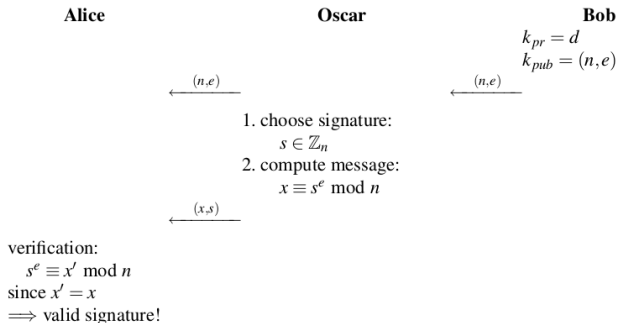 Alice Oscar Bob
k_pr = d
k_pub = (n,e)
(n,e) (n,e)
1. choose signature:
s ∈ ℤ_n
2. compute message:
x ≡ s^e mod n
(x,s)
verification:
s^e ≡ x′ mod n
since x′ = x
⟹ valid signature!